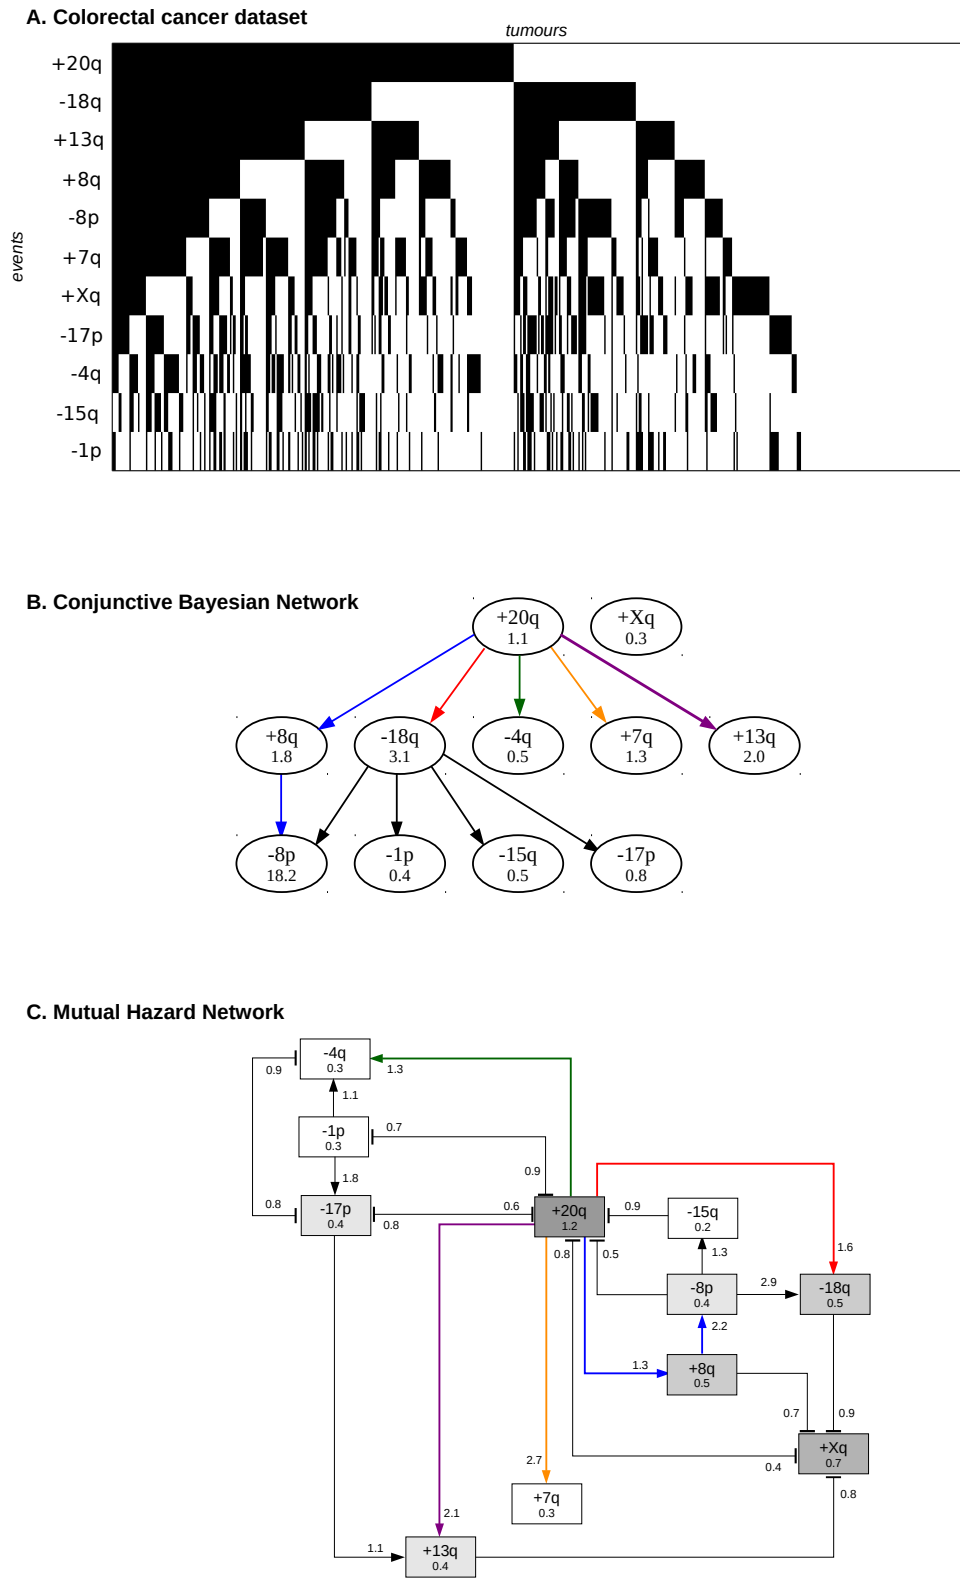 A. Colorectal cancer dataset
tumours
events
+20q
-18q
+13q
+8q
-8p
+7q
+Xq
-17p
-4q
-15q
-1p
B. Conjunctive Bayesian Network
+20q
1.1
+Xq
0.3
+8q
1.8
-18q
3.1
-4q
0.5
+7q
1.3
+13q
2.0
-8p
18.2
-1p
0.4
-15q
0.5
-17p
0.8
C. Mutual Hazard Network
-4q
0.3
0.9
1.3
1.1
-1p
0.3
0.7
1.8
0.9
0.8
-17p
0.4
0.8
0.6
+20q
1.2
0.9
-15q
0.2
0.8
0.5
1.3
1.6
-8p
0.4
2.9
-18q
0.5
2.2
1.3
+8q
0.5
0.7
0.9
+Xq
0.7
0.4
2.7
0.8
+7q
0.3
2.1
1.1
+13q
0.4